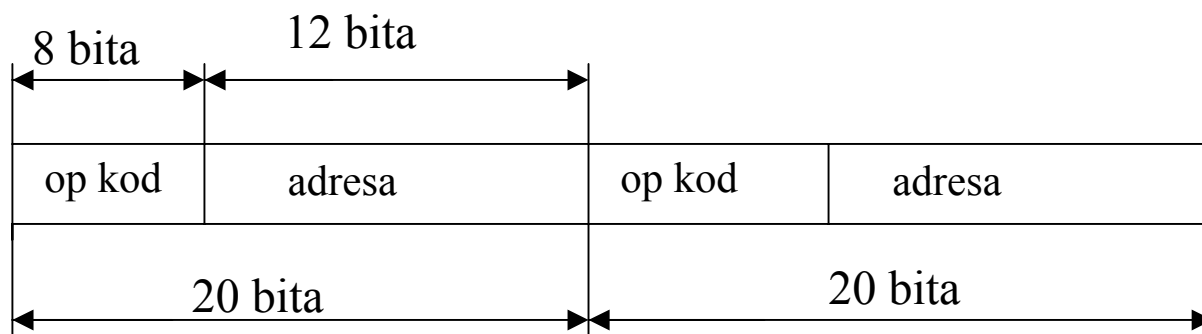 8 bita 12 bita
op kod adresa op kod adresa
20 bita 20 bita